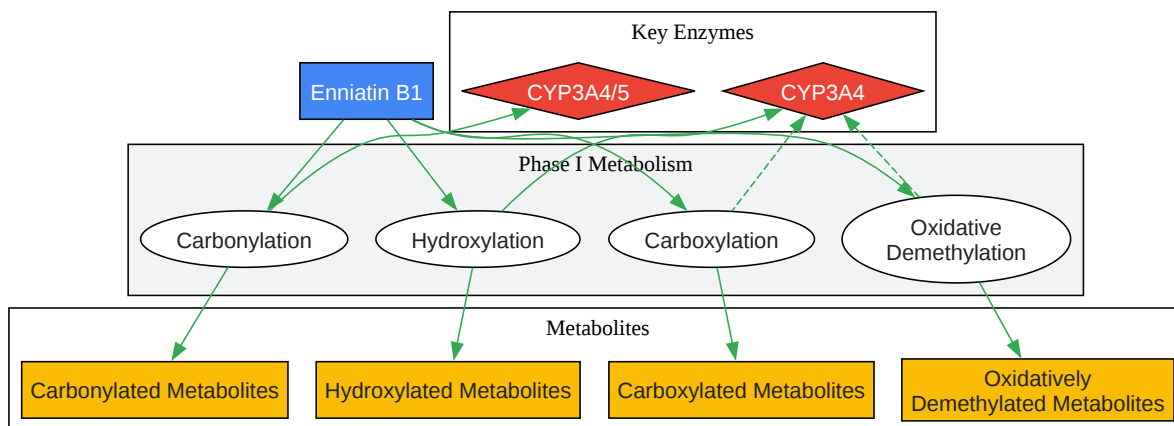 Key Enzymes
Enniatin B1
CYP3A4/5
CYP3A4
Phase I Metabolism
Carbonylation
Hydroxylation
Carboxylation
Oxidative
Demethylation
Metabolites
Carbonylated Metabolites
Hydroxylated Metabolites
Carboxylated Metabolites
Oxidatively
Demethylated Metabolites